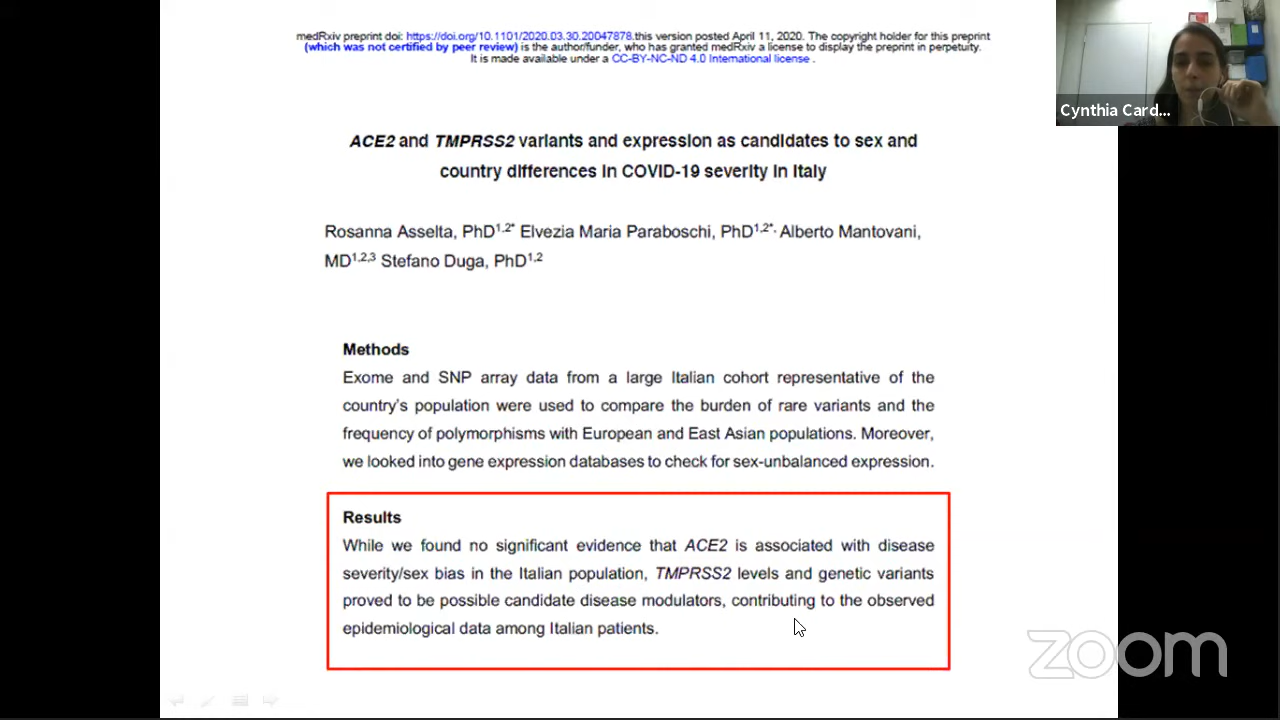 medRxiv preprint doi: https://doi.org/10.1101/2020.03.30.20047878.this version posted April 11, 2020. The copyright holder for this preprint
(which was not certified by peer review) is the author/funder, who has granted medRxiv a license to display the preprint in perpetuity.
It is made available under a CC-BY-NC-ND 4.0 International license .
Cynthia Card...
ACE2 and TMPRSS2 variants and expression as candidates to sex and
country differences in COVID-19 severity in Italy
Rosanna Asselta, PhD1,2* Elvezia Maria Paraboschi, PhD1,2*, Alberto Mantovani,
MD1,2,3 Stefano Duga, PhD1,2
Methods
Exome and SNP array data from a large Italian cohort representative of the
country's population were used to compare the burden of rare variants and the
frequency of polymorphisms with European and East Asian populations. Moreover,
we looked into gene expression databases to check for sex-unbalanced expression.
Results
While we found no significant evidence that ACE2 is associated with disease
severity/sex bias in the Italian population, TMPRSS2 levels and genetic variants
proved to be possible candidate disease modulators, contributing to the observed
epidemiological data among Italian patients.
zoom